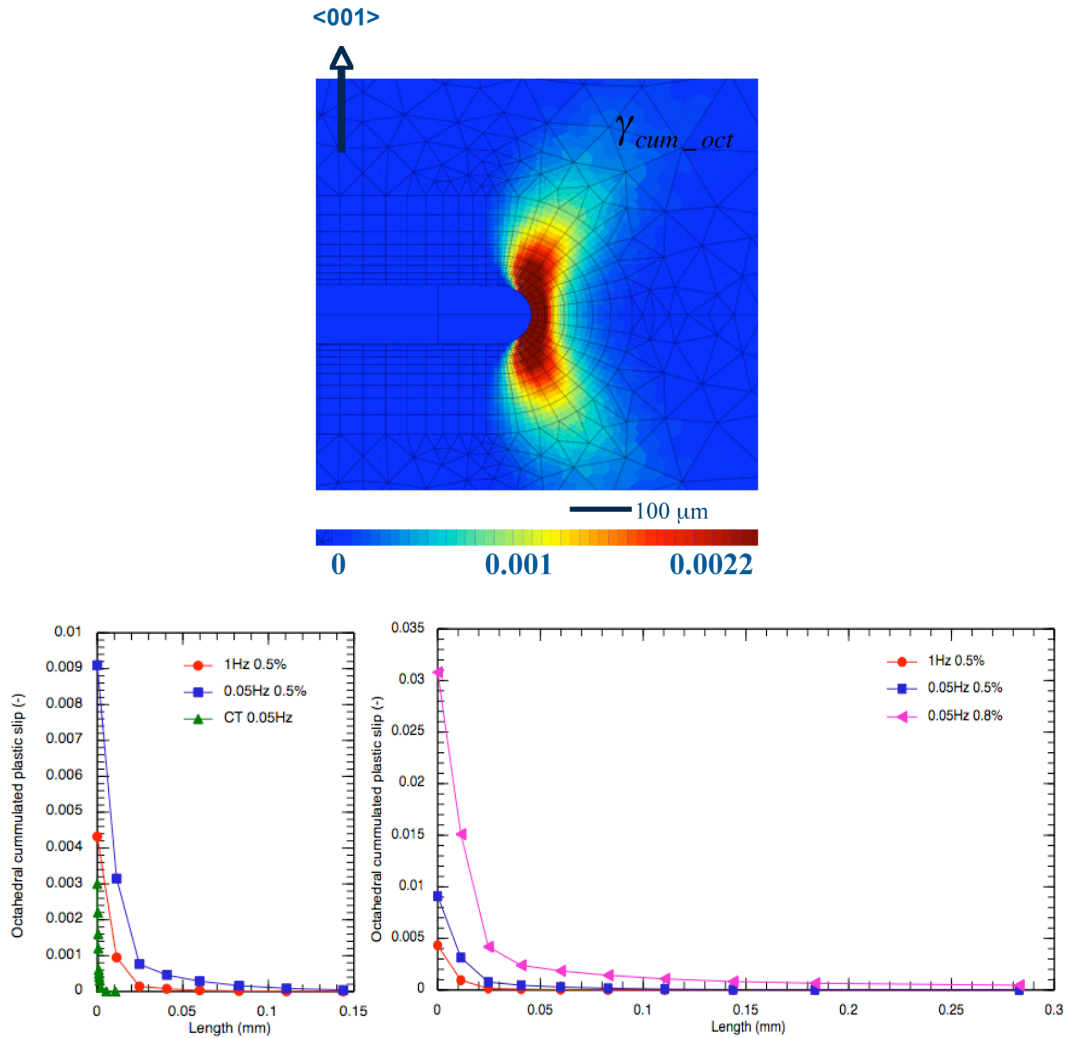 <001>
γcum_oct
100 μm
0 0.001 0.0022
0.01
0.009
0.008
0.007
0.006
0.005
0.004
0.003
0.002
0.001
0
0 0.05 0.1 0.15
Length (mm)
Octahedral cummulated plastic slip (-)
1Hz 0.5%
0.05Hz 0.5%
CT 0.05Hz
0.035
0.03
0.025
0.02
0.015
0.01
0.005
0
0 0.05 0.1 0.15 0.2 0.25 0.3
Length (mm)
Octahedral cummulated plastic slip (-)
1Hz 0.5%
0.05Hz 0.5%
0.05Hz 0.8%